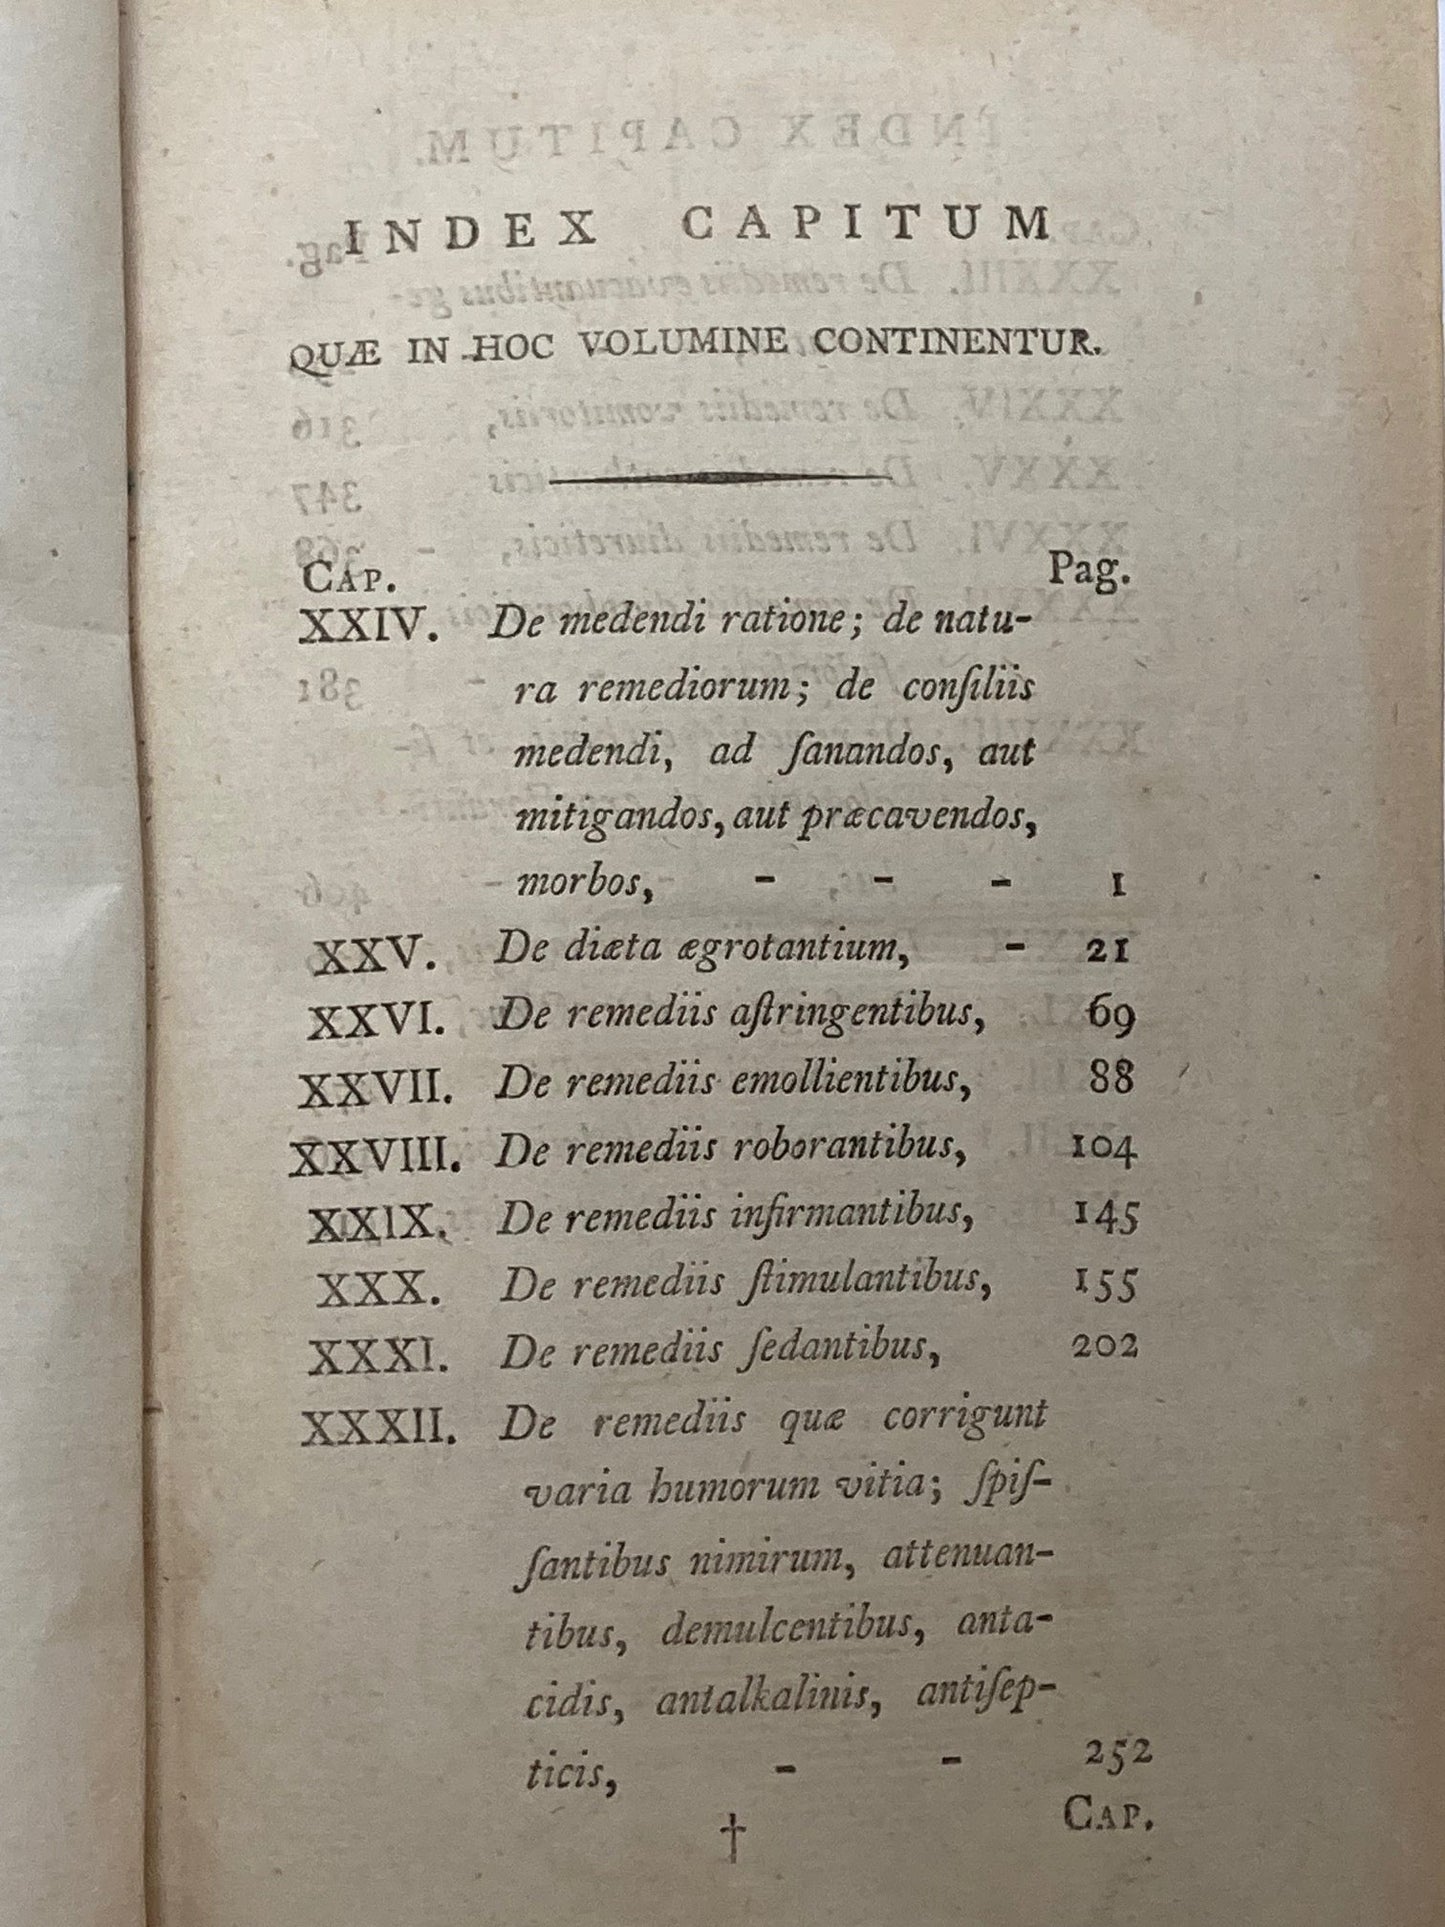 INDEX CAPITUM
QUÆ IN HOC VOLUMINE CONTINENTUR.
CAP. Pag.
XXIV. De medendi ratione; de natu-
ra remediorum; de conſiliis
medendi, ad ſanandos, aut
mitigandos, aut præcavendos,
morbos, - - - 1
XXV. De diæta ægrotantium, - 21
XXVI. De remediis aſtringentibus, 69
XXVII. De remediis emollientibus, 88
XXVIII. De remediis roborantibus, 104
XXIX. De remediis infirmantibus, 145
XXX. De remediis ſtimulantibus, 155
XXXI. De remediis ſedantibus, 202
XXXII. De remediis quæ corrigunt
varia humorum vitia; ſpiſ-
ſantibus nimirum, attenuan-
tibus, demulcentibus, anta-
cidis, antalkalinis, antiſep-
ticis, - - 252
† CAP.